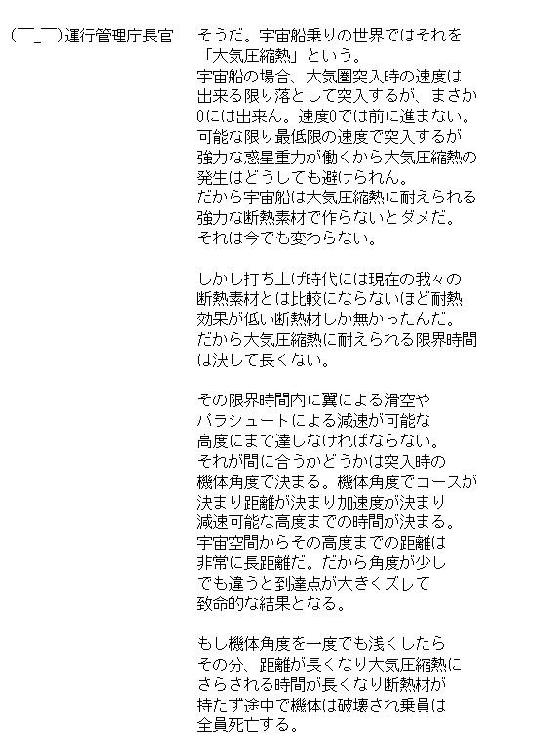 (￣_￣)運行管理庁長官 そうだ。宇宙船乗りの世界ではそれを
「大気圧縮熱」という。
宇宙船の場合、大気圏突入時の速度は
出来る限り落として突入するが、まさか
0には出来ん。速度0では前に進まない。
可能な限り最低限の速度で突入するが
強力な惑星重力が働くから大気圧縮熱の
発生はどうしても避けられん。
だから宇宙船は大気圧縮熱に耐えられる
強力な断熱素材で作らないとダメだ。
それは今でも変わらない。
しかし打ち上げ時代には現在の我々の
断熱素材とは比較にならないほど耐熱
効果が低い断熱材しか無かったんだ。
だから大気圧縮熱に耐えられる限界時間
は決して長くない。
その限界時間内に翼による滑空や
パラシュートによる減速が可能な
高度にまで達しなければならない。
それが間に合うかどうかは突入時の
機体角度で決まる。機体角度でコースが
決まり距離が決まり加速度が決まり
減速可能な高度までの時間が決まる。
宇宙空間からその高度までの距離は
非常に長距離だ。だから角度が少し
でも違うと到達点が大きくズレして
致命的な結果となる。
もし機体角度を一度でも浅くしたら
その分、距離が長くなり大気圧縮熱に
さらされる時間が長くなり断熱材が
持たず途中で機体は破壊され乗員は
全員死亡する。